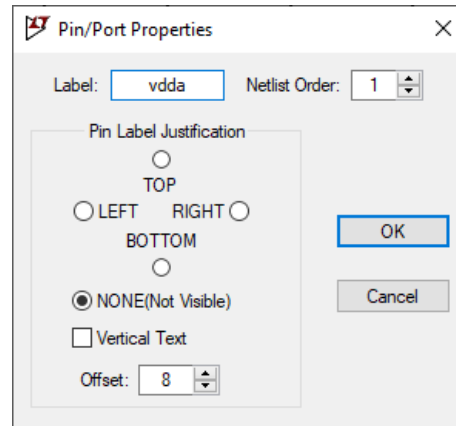 Pin/Port Properties
Label: vdda Netlist Order: 1
Pin Label Justification
TOP
LEFT RIGHT
BOTTOM
OK
NONE(Not Visible)
Cancel
Vertical Text
Offset: 8